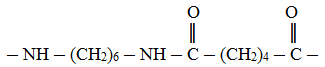 O O
‖ ‖
– NH – (CH₂)₆ – NH – C – (CH₂)₄ – C –